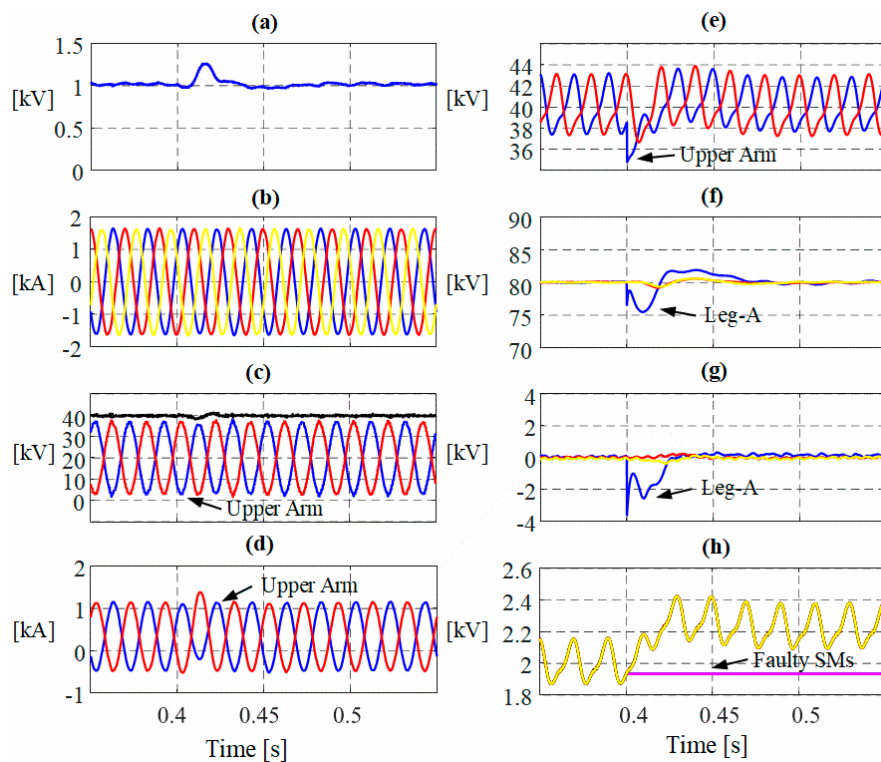 (a)
1.5
1
0.5
0
[kV]
(b)
2
1
0
-1
-2
[kA]
(c)
40
30
20
10
0
[kV]
Upper Arm
(d)
2
1
0
-1
[kA]
Upper Arm
0.4
0.45
0.5
Time [s]
(e)
44
42
40
38
36
[kV]
Upper Arm
(f)
90
85
80
75
70
[kV]
Leg-A
(g)
4
2
0
-2
-4
[kV]
Leg-A
(h)
2.6
2.4
2.2
2
1.8
[kV]
Faulty SMs
0.4
0.45
0.5
Time [s]